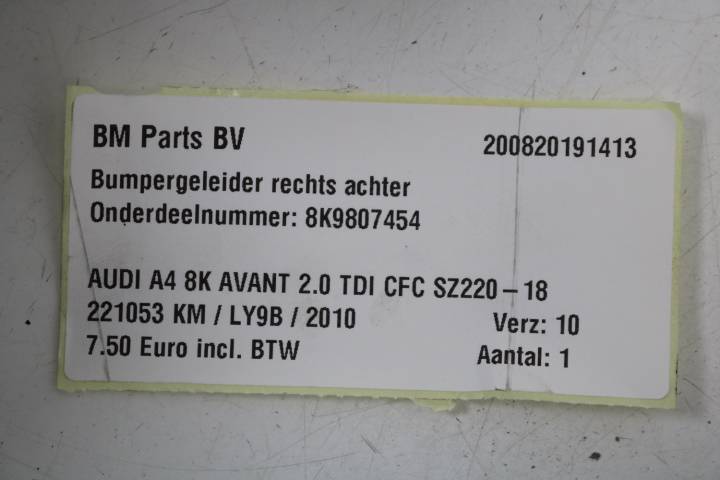 BM Parts BV 200820191413
Bumpergeleider rechts achter
Onderdeelnummer: 8K9807454
AUDI A4 8K AVANT 2.0 TDI CFC SZ220-18
221053 KM / LY9B / 2010 Verz: 10
7.50 Euro incl. BTW Aantal: 1